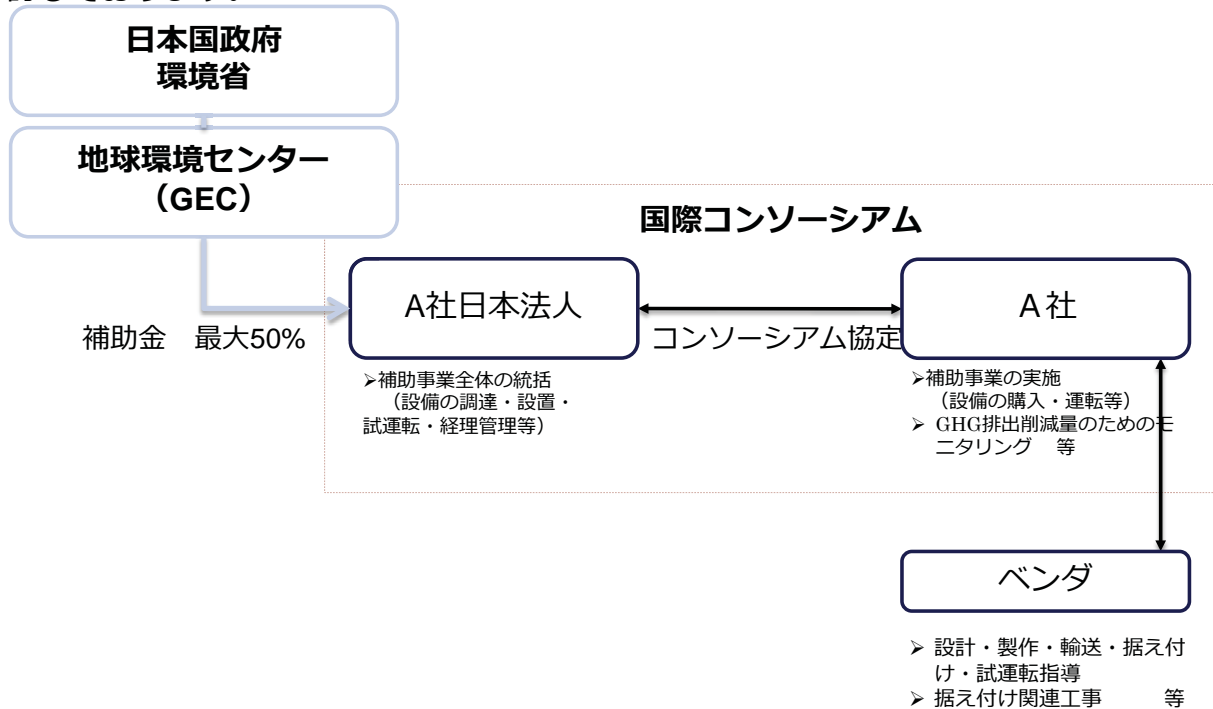 日本国政府
環境省
地球環境センター
（GEC）
国際コンソーシアム
A社日本法人
A社
補助金　最大50%
コンソーシアム協定
➢補助事業全体の統括
（設備の調達・設置・
試運転・経理管理等）
➢補助事業の実施
（設備の購入・運転等）
➢ GHG排出削減量のためのモ
ニタリング　等
ベンダ
➢ 設計・製作・輸送・据え付
け・試運転指導
➢ 据え付け関連工事　　等